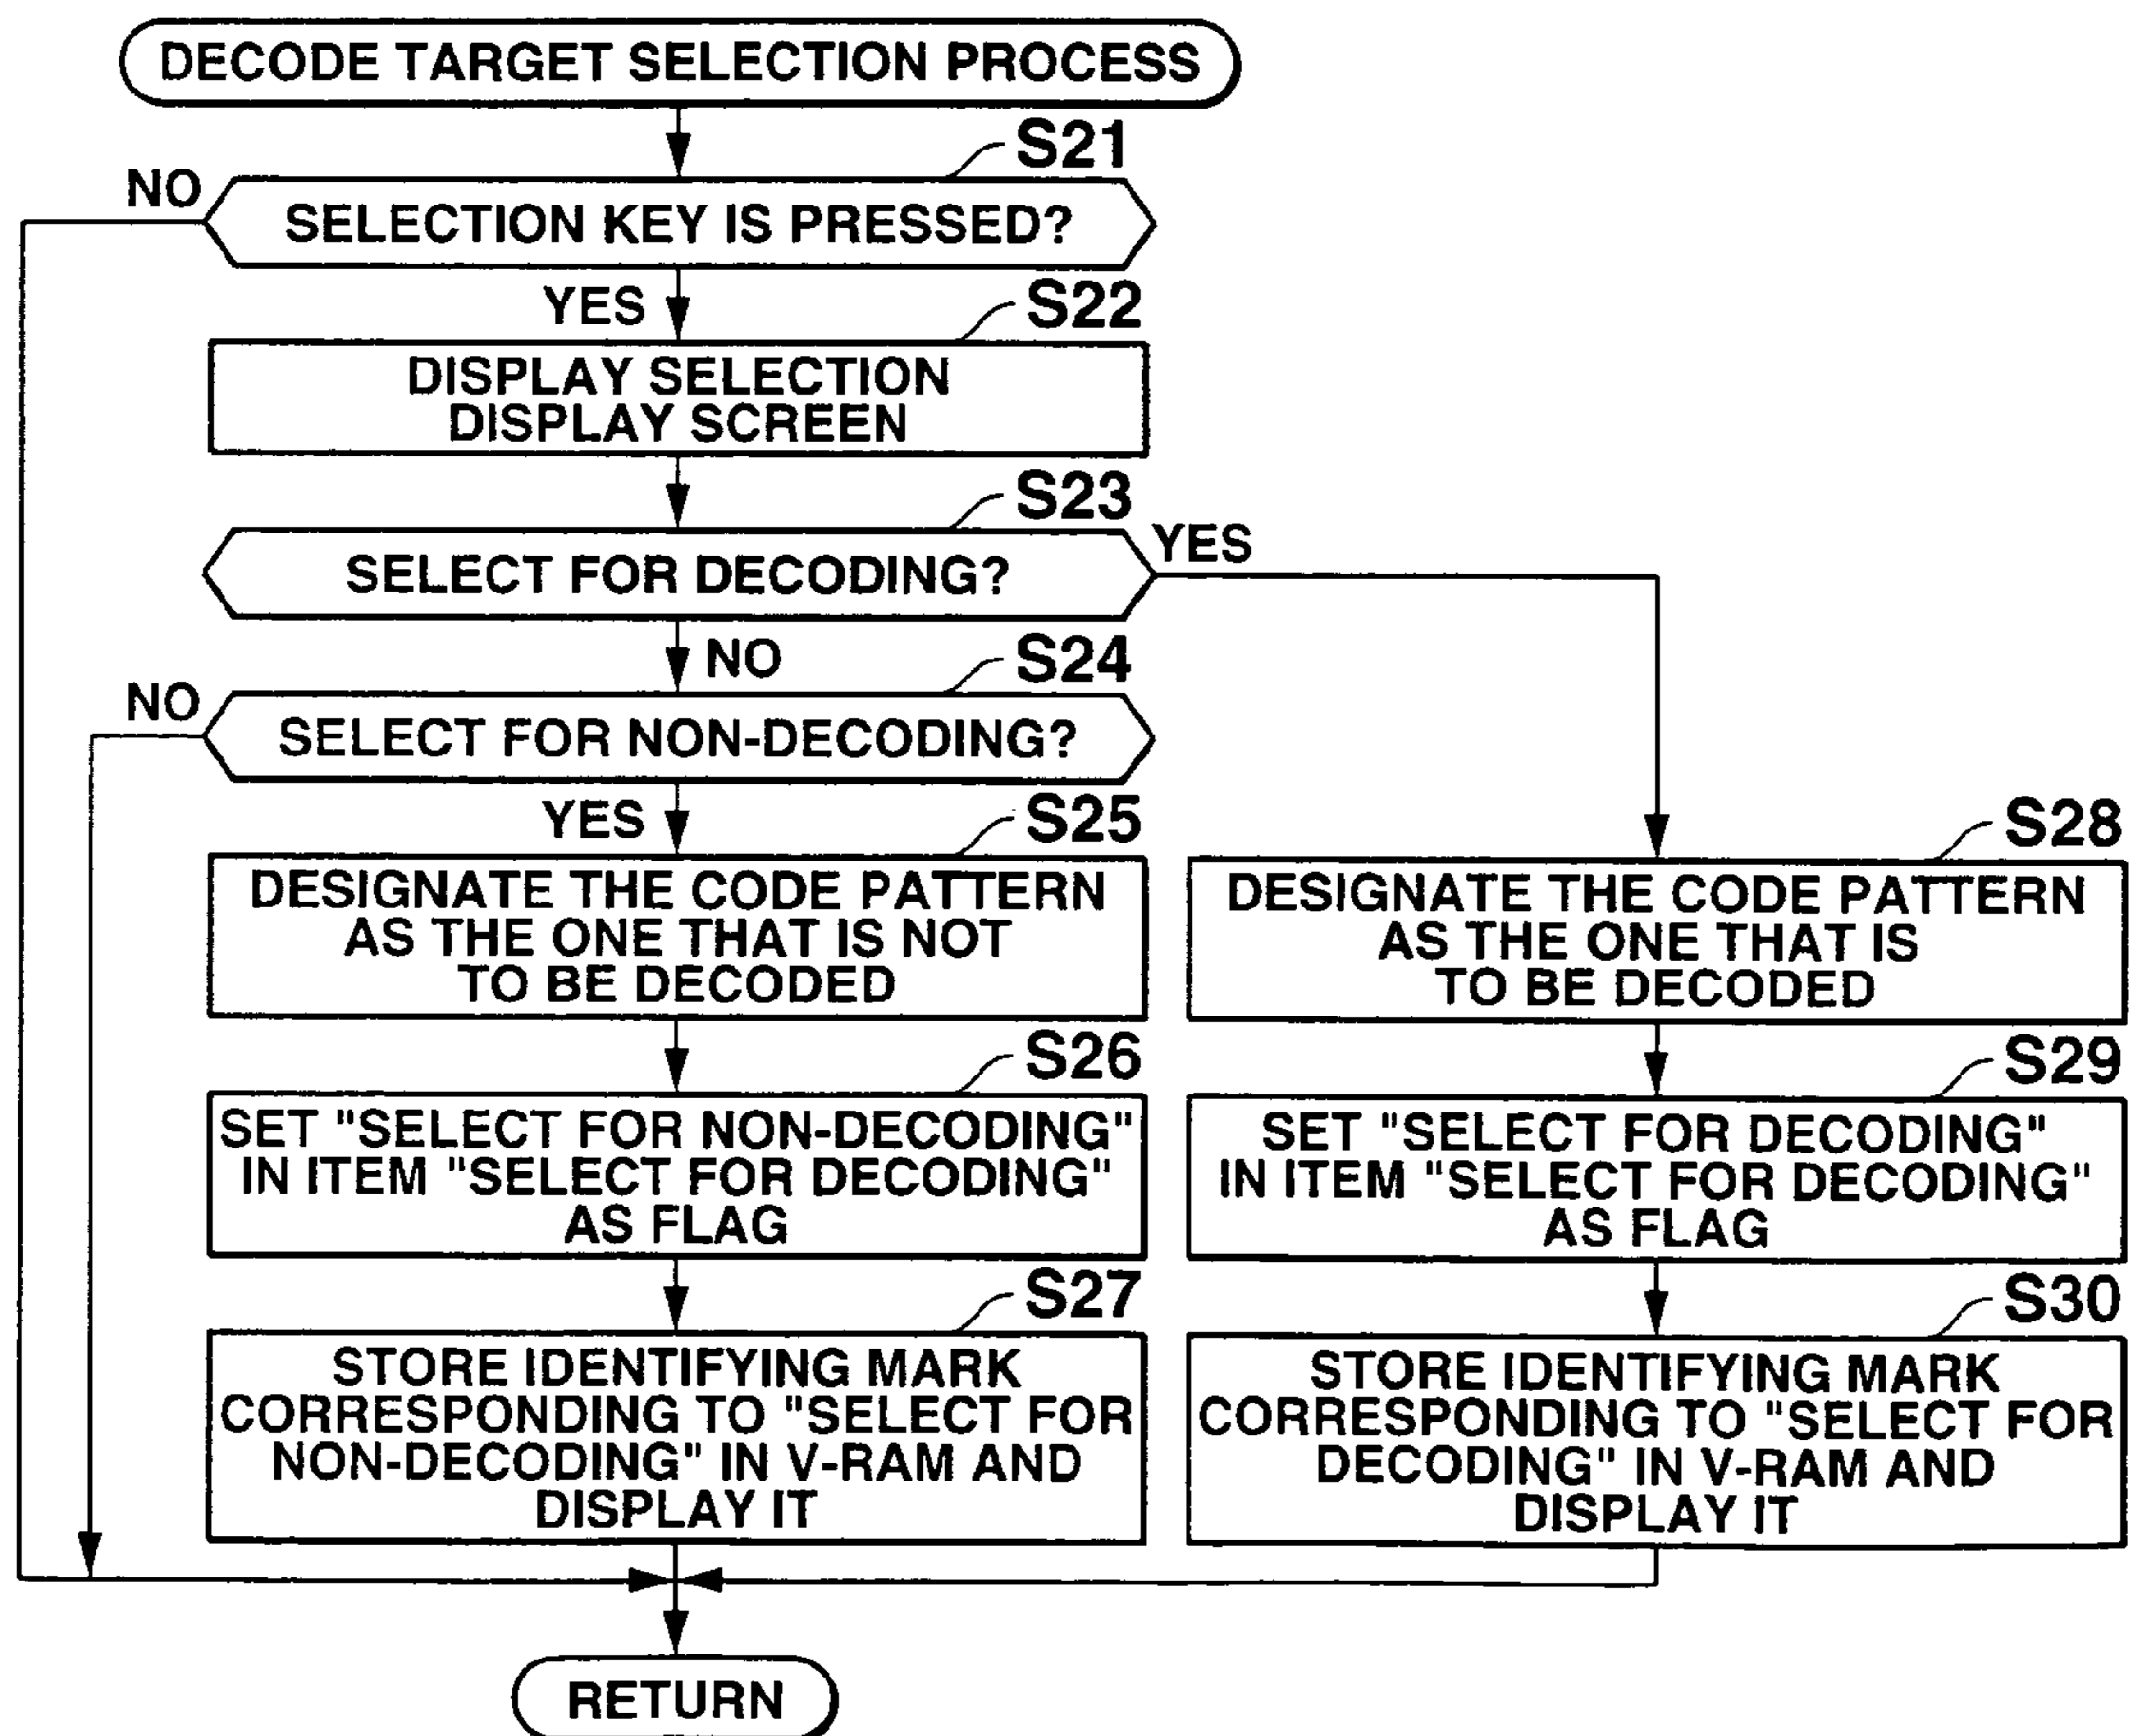 DECODE TARGET SELECTION PROCESS
S21
NO
SELECTION KEY IS PRESSED?
YES
S22
DISPLAY SELECTION
DISPLAY SCREEN
S23
SELECT FOR DECODING?
YES
NO
S24
NO
SELECT FOR NON-DECODING?
YES
S25
DESIGNATE THE CODE PATTERN
AS THE ONE THAT IS NOT
TO BE DECODED
S26
SET "SELECT FOR NON-DECODING"
IN ITEM "SELECT FOR DECODING"
AS FLAG
S27
STORE IDENTIFYING MARK
CORRESPONDING TO "SELECT FOR
NON-DECODING" IN V-RAM AND
DISPLAY IT
S28
DESIGNATE THE CODE PATTERN
AS THE ONE THAT IS
TO BE DECODED
S29
SET "SELECT FOR DECODING"
IN ITEM "SELECT FOR DECODING"
AS FLAG
S30
STORE IDENTIFYING MARK
CORRESPONDING TO "SELECT FOR
DECODING" IN V-RAM AND
DISPLAY IT
RETURN